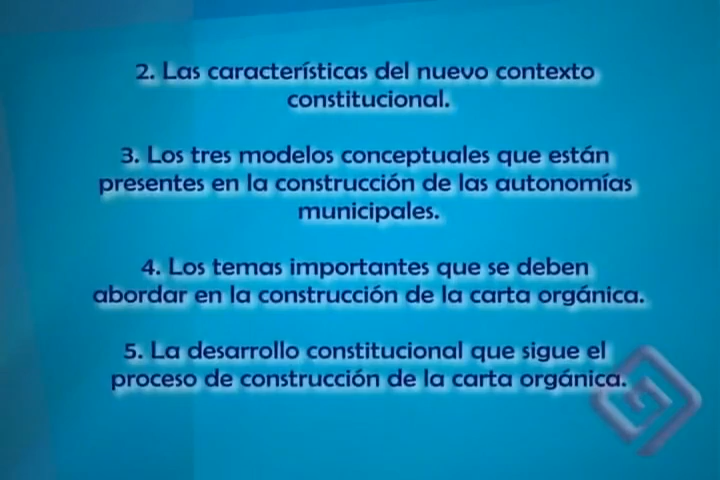 2. Las características del nuevo contexto
constitucional.
3. Los tres modelos conceptuales que están
presentes en la construcción de las autonomías
municipales.
4. Los temas importantes que se deben
abordar en la construcción de la carta orgánica.
5. La desarrollo constitucional que sigue el
proceso de construcción de la carta orgánica.